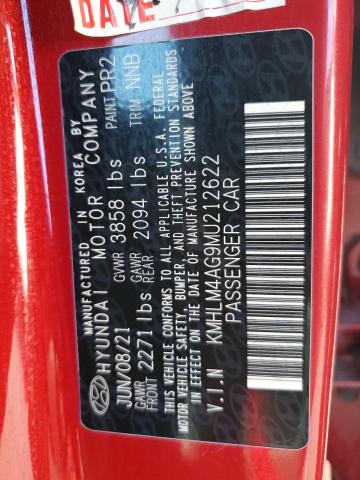 DATE
MANUFACTURED IN KOREA BY
HYUNDAI MOTOR COMPANY
JUN/08/21 GVWR 3858 lbs PAINT PR2
GAWR FRONT 2271 lbs GAWR REAR 2094 lbs TRIM NNB
THIS VEHICLE CONFORMS TO ALL APPLICABLE U.S.A. FEDERAL
MOTOR VEHICLE SAFETY, BUMPER, AND THEFT PREVENTION
STANDARDS IN EFFECT ON THE DATE OF MANUFACTURE SHOWN ABOVE
V.I.N KMHLM4AG9MU212622
PASSENGER CAR